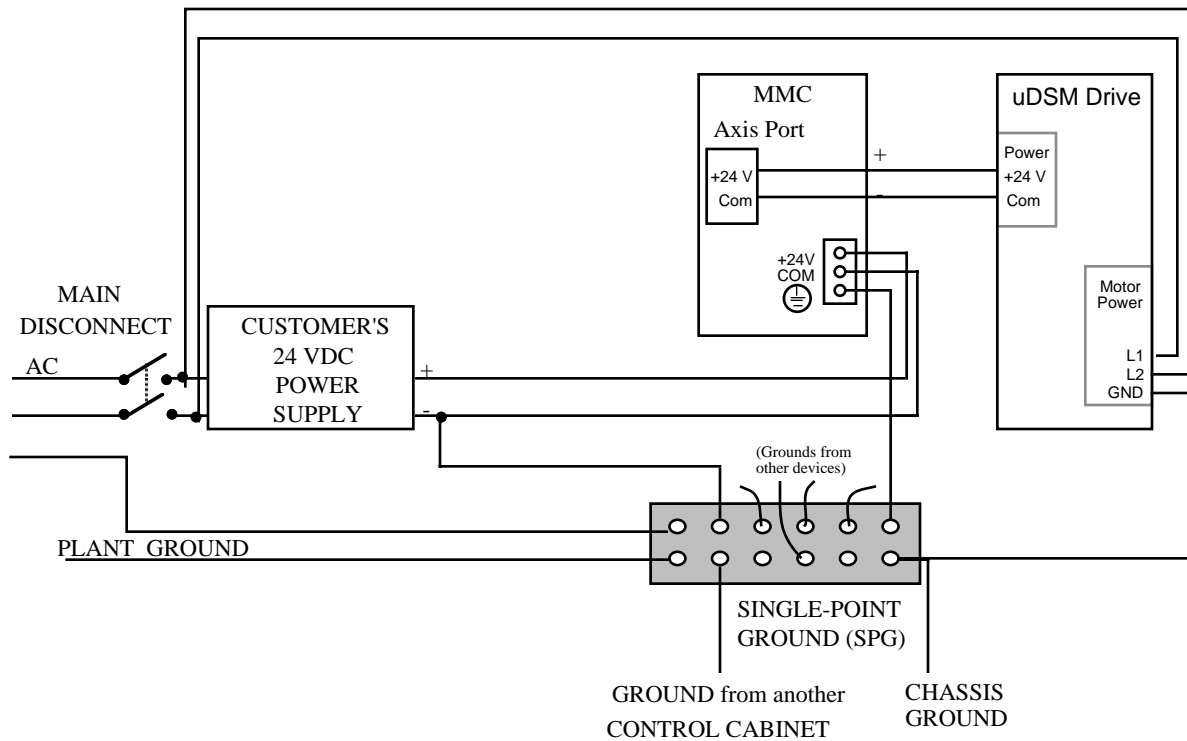 MMC
Axis Port
+24 V
Com
+
-
uDSM Drive
Power
+24 V
Com
+24V
COM
Motor
Power
L1
L2
GND
MAIN
DISCONNECT
AC
CUSTOMER'S
24 VDC
POWER
SUPPLY
+
-
(Grounds from
other devices)
PLANT GROUND
SINGLE-POINT
GROUND (SPG)
GROUND from another
CONTROL CABINET
CHASSIS
GROUND